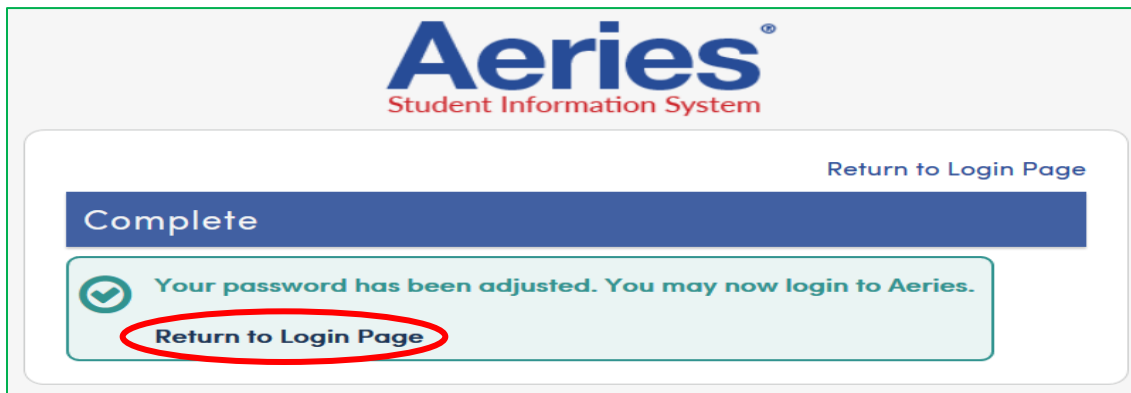 Aeries®
Student Information System
Return to Login Page
Complete
Your password has been adjusted. You may now login to Aeries.
Return to Login Page